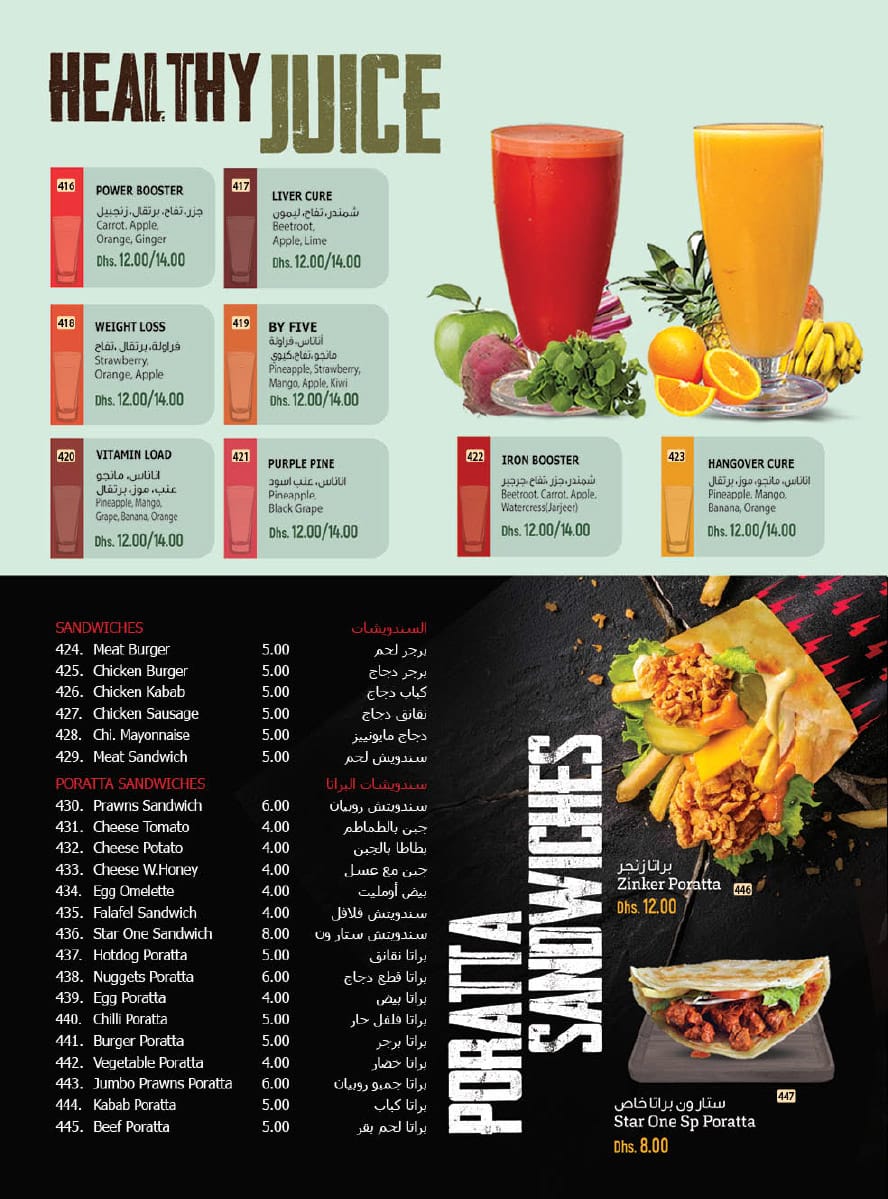 HEALTHY JUICE
416
POWER BOOSTER
جزر،تفاح، برتقال، زنجبيل
Carrot, Apple,
Orange, Ginger
Dhs. 12.00/14.00
417
LIVER CURE
شمندر،تفاح، ليمون
Beetroot,
Apple, Lime
Dhs. 12.00/14.00
418
WEIGHT LOSS
فراولة، برتقال ،تفاح
Strawberry,
Orange, Apple
Dhs. 12.00/14.00
419
BY FIVE
أناناس،فراولة
مانجو،تفاح،كيوي
Pineapple, Strawberry,
Mango, Apple, Kiwi
Dhs. 12.00/14.00
420
VITAMIN LOAD
اناناس، مانجو
عنب، موز، برتقال
Pineapple, Mango,
Grape, Banana, Orange
Dhs. 12.00/14.00
421
PURPLE PINE
اناناس، عنب اسود
Pineapple,
Black Grape
Dhs. 12.00/14.00
422
IRON BOOSTER
شمندر،جزر ،تفاح،جرجير
Beetroot, Carrot, Apple,
Watercress(Jarjeer)
Dhs. 12.00/14.00
423
HANGOVER CURE
اناناس، مانجو، موز، برتقال
Pineapple, Mango,
Banana, Orange
Dhs. 12.00/14.00
SANDWICHES السندويشات
424. Meat Burger 5.00 برجر لحم
425. Chicken Burger 5.00 برجر دجاج
426. Chicken Kabab 5.00 كباب دجاج
427. Chicken Sausage 5.00 نقانق دجاج
428. Chi. Mayonnaise 5.00 دجاج مايونييز
429. Meat Sandwich 5.00 سندويش لحم
PORATTA SANDWICHES سندويشات البراتا
430. Prawns Sandwich 6.00 سندويتش روبيان
431. Cheese Tomato 4.00 جبن بالطماطم
432. Cheese Potato 4.00 بطاطا بالجبن
433. Cheese W.Honey 4.00 جبن مع عسل
434. Egg Omelette 4.00 بيض أومليت
435. Falafel Sandwich 4.00 سندويتش فلافل
436. Star One Sandwich 8.00 سندويتش ستار ون
437. Hotdog Poratta 5.00 براتا نقانق
438. Nuggets Poratta 6.00 براتا قطع دجاج
439. Egg Poratta 4.00 براتا بيض
440. Chilli Poratta 5.00 براتا فلفل حار
441. Burger Poratta 5.00 براتا برجر
442. Vegetable Poratta 4.00 براتا خضار
443. Jumbo Prawns Poratta 6.00 براتا جمبو روبيان
444. Kabab Poratta 5.00 براتا كباب
445. Beef Poratta 5.00 براتا لحم بقر
PORATTA
SANDWICHES
براتا زنجر
Zinker Poratta 446
Dhs. 12.00
447
ستار ون براتا خاص
Star One Sp Poratta
Dhs. 8.00